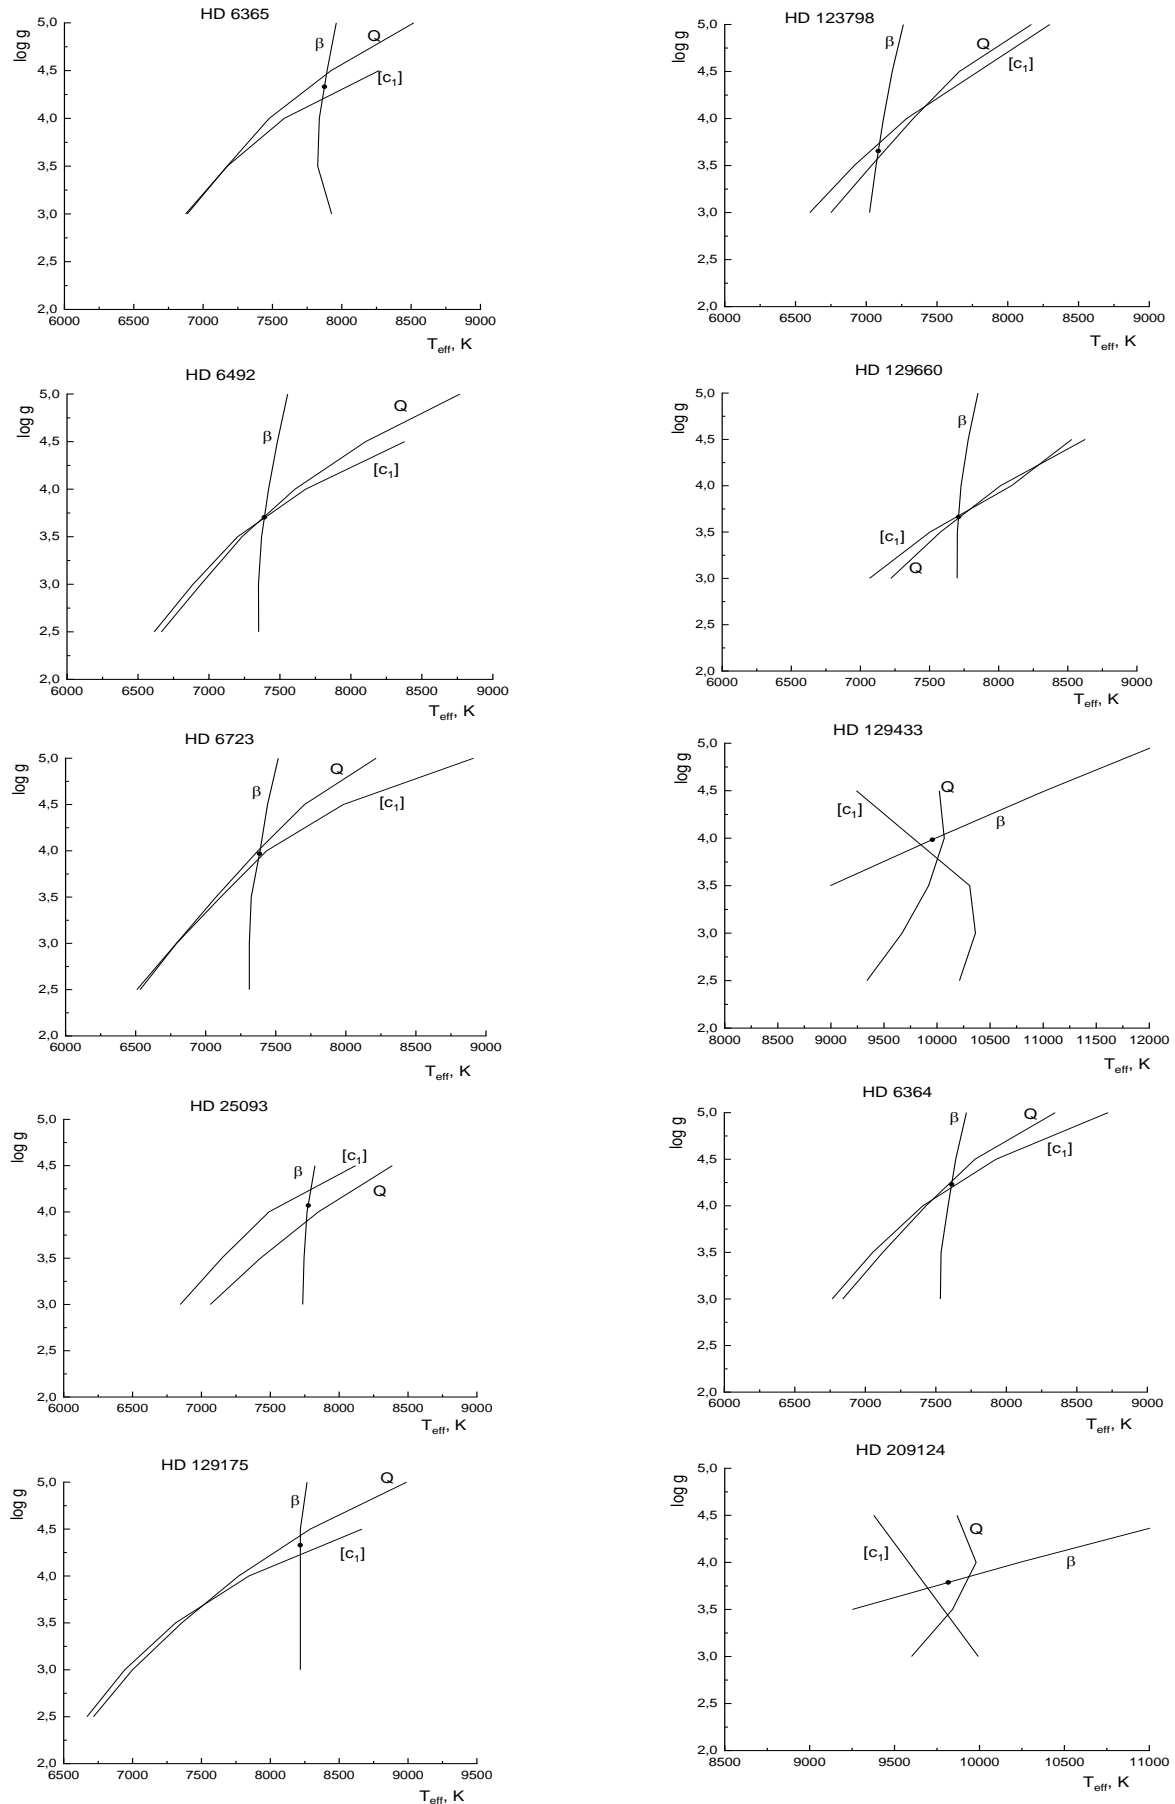 HD 6365
log g
5,0
4,5
4,0
3,5
3,0
2,5
2,0
β
Q
[c₁]
6000 6500 7000 7500 8000 8500 9000
T_eff, K
HD 123798
log g
5,0
4,5
4,0
3,5
3,0
2,5
2,0
β
Q
[c₁]
6000 6500 7000 7500 8000 8500 9000
T_eff, K
HD 6492
log g
5,0
4,5
4,0
3,5
3,0
2,5
2,0
β
Q
[c₁]
6000 6500 7000 7500 8000 8500 9000
T_eff, K
HD 129660
log g
5,0
4,5
4,0
3,5
3,0
2,5
2,0
β
[c₁]
Q
6000 6500 7000 7500 8000 8500 9000
T_eff, K
HD 6723
log g
5,0
4,5
4,0
3,5
3,0
2,5
2,0
β
Q
[c₁]
6000 6500 7000 7500 8000 8500 9000
T_eff, K
HD 129433
log g
5,0
4,5
4,0
3,5
3,0
2,5
2,0
[c₁]
Q
β
8000 8500 9000 9500 10000 10500 11000 11500 12000
T_eff, K
HD 25093
log g
5,0
4,5
4,0
3,5
3,0
2,5
2,0
β
[c₁]
Q
6000 6500 7000 7500 8000 8500 9000
T_eff, K
HD 6364
log g
5,0
4,5
4,0
3,5
3,0
2,5
2,0
β
Q
[c₁]
6000 6500 7000 7500 8000 8500 9000
T_eff, K
HD 129175
log g
5,0
4,5
4,0
3,5
3,0
2,5
2,0
β
Q
[c₁]
6500 7000 7500 8000 8500 9000 9500
T_eff, K
HD 209124
log g
5,0
4,5
4,0
3,5
3,0
2,5
2,0
[c₁]
Q
β
8500 9000 9500 10000 10500 11000
T_eff, K